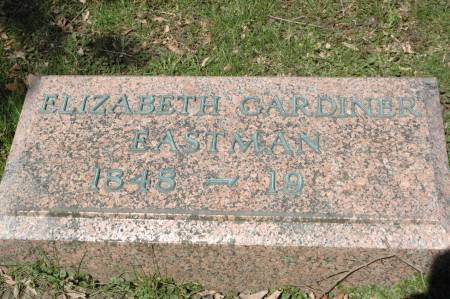 ELIZABETH GARDINER
EASTMAN
1848 - 19